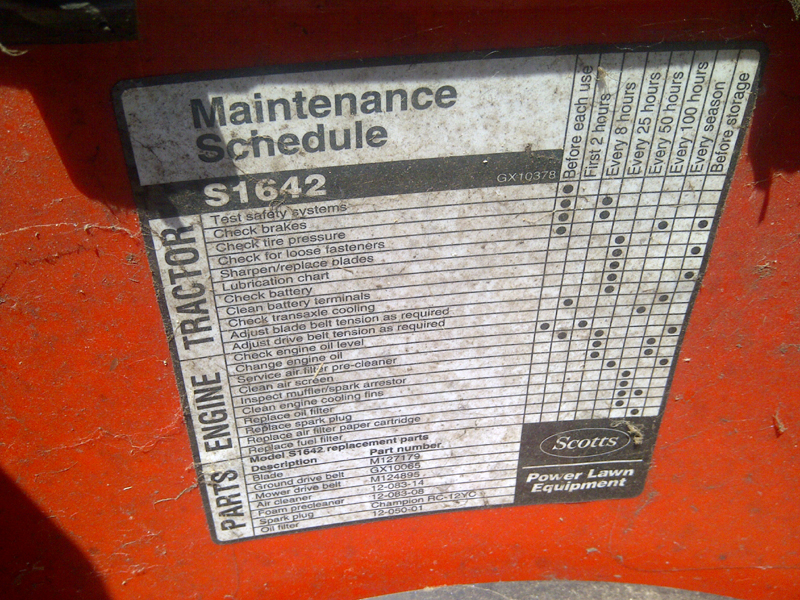 Maintenance
Schedule
Before each use
First 2 hours
Every 8 hours
Every 25 hours
Every 50 hours
Every 100 hours
Every season
Before storage
S1642
GX10378
TRACTOR
Test safety systems
Check brakes
Check tire pressure
Check for loose fasteners
Sharpen/replace blades
Lubrication chart
Check battery
Clean battery terminals
Check transaxle cooling
Adjust blade belt tension as required
Adjust drive belt tension as required
ENGINE
Check engine oil level
Change engine oil
Service air filter pre-cleaner
Clean air screen
Inspect muffler/spark arrestor
Clean engine cooling fins
Replace oil filter
Replace spark plug
Replace air filter paper cartridge
Replace fuel filter
PARTS
Model S1642 replacement parts
Description Part number
Blade M127179
Ground drive belt GX10065
Mower drive belt M124895
Air cleaner 12-083-14
Foam precleaner 12-083-08
Spark plug Champion RC-12YC
Oil filter 12-050-01
Scotts
Power Lawn
Equipment